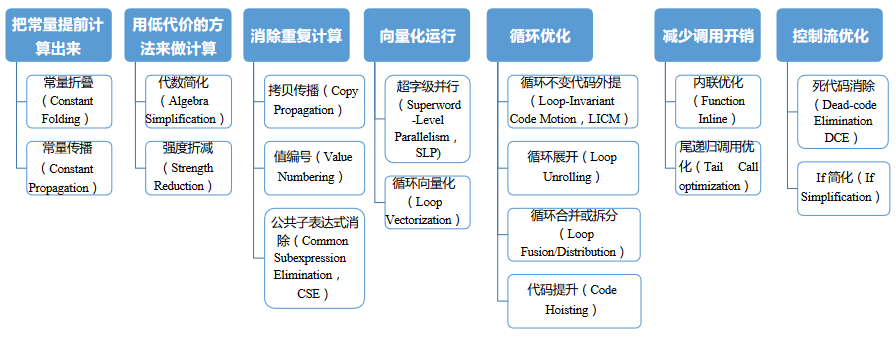 把常量提前计
算出来
常量折叠
（Constant
Folding）
常量传播
（Constant
Propagation）
用低代价的方
法来做计算
代数简化
（Algebra
Simplification）
强度折减
（Strength
Reduction）
消除重复计算
拷贝传播（Copy
Propagation）
值编号（Value
Numbering）
公共子表达式消
除（Common
Subexpression
Elimination，
CSE）
向量化运行
超字级并行
（Superword
-Level
Parallelism，
SLP)
循环向量化
（Loop
Vectorization）
循环优化
循环不变代码外提
（Loop-Invariant
Code Motion，LICM）
循环展开（Loop
Unrolling）
循环合并或拆分
（Loop
Fusion/Distribution）
代码提升（Code
Hoisting）
减少调用开销
内联优化
（Function
Inline）
尾递归调用优
化（Tail Call
optimization）
控制流优化
死代码消除
（Dead-code
Elimination
DCE）
If 简化（If
Simplification）